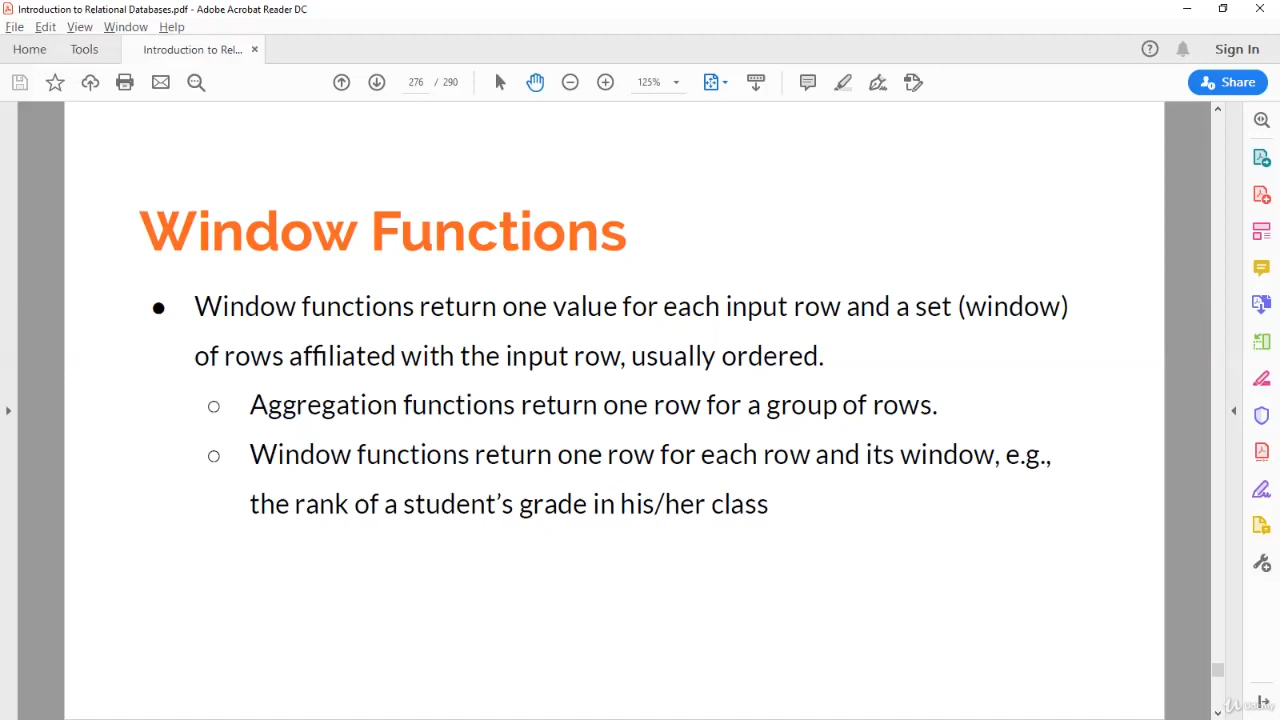 Introduction to Relational Databases.pdf - Adobe Acrobat Reader DC
File Edit View Window Help
Home Tools Introduction to Rel... × Sign In
276 / 290 125% Share
Window Functions
● Window functions return one value for each input row and a set (window)
of rows affiliated with the input row, usually ordered.
○ Aggregation functions return one row for a group of rows.
○ Window functions return one row for each row and its window, e.g.,
the rank of a student’s grade in his/her class
Udemy